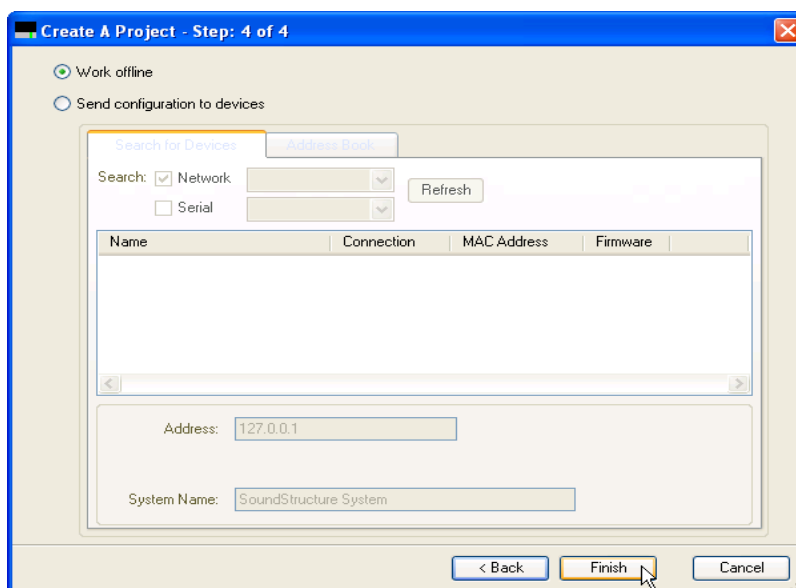 Create A Project - Step: 4 of 4
Work offline
Send configuration to devices
Search for Devices Address Book
Search: Network Refresh
Serial
Name Connection MAC Address Firmware
Address: 127.0.0.1
System Name: SoundStructure System
< Back Finish Cancel